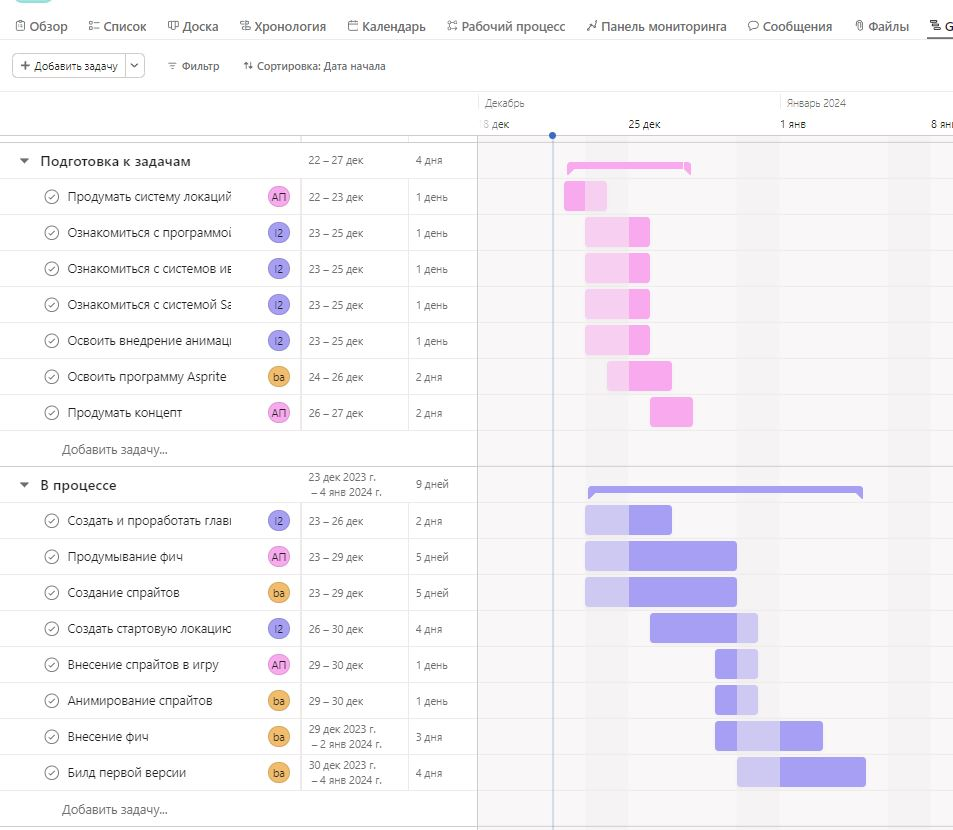 Обзор Список Доска Хронология Календарь Рабочий процесс Панель мониторинга Сообщения Файлы G
+ Добавить задачу Фильтр Сортировка: Дата начала
Декабрь Январь 2024
8 дек 25 дек 1 янв 8 ян
Подготовка к задачам 22 – 27 дек 4 дня
Продумать систему локаций АП 22 – 23 дек 1 день
Ознакомиться с программой I2 23 – 25 дек 1 день
Ознакомиться с системов ив I2 23 – 25 дек 1 день
Ознакомиться с системой Sa I2 23 – 25 дек 1 день
Освоить внедрение анимац I2 23 – 25 дек 1 день
Освоить программу Asprite ba 24 – 26 дек 2 дня
Продумать концепт АП 26 – 27 дек 2 дня
Добавить задачу...
В процессе 23 дек 2023 г. – 4 янв 2024 г. 9 дней
Создать и проработать глав I2 23 – 26 дек 2 дня
Продумывание фич АП 23 – 29 дек 5 дней
Создание спрайтов ba 23 – 29 дек 5 дней
Создать стартовую локацию I2 26 – 30 дек 4 дня
Внесение спрайтов в игру АП 29 – 30 дек 1 день
Анимирование спрайтов ba 29 – 30 дек 1 день
Внесение фич ba 29 дек 2023 г. – 2 янв 2024 г. 3 дня
Билд первой версии ba 30 дек 2023 г. – 4 янв 2024 г. 4 дня
Добавить задачу...